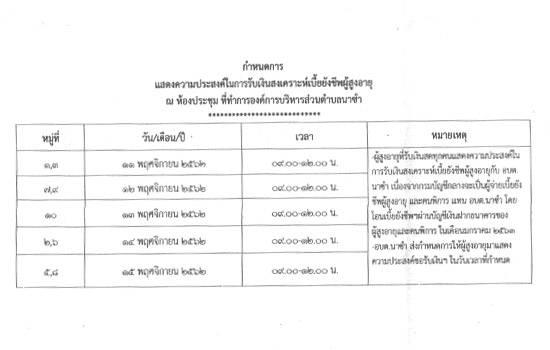 กำหนดการ
แสดงความประสงค์ในการรับเงินสงเคราะห์เบี้ยยังชีพผู้สูงอายุ
ณ ห้องประชุม ที่ทำการองค์การบริหารส่วนตำบลนาซำ
****************************
หมู่ที่ วัน/เดือน/ปี เวลา หมายเหตุ
๑,๓ ๑๑ พฤศจิกายน ๒๕๖๒ ๐๙.๐๐-๑๒.๐๐ น.
๗,๙ ๑๒ พฤศจิกายน ๒๕๖๒ ๐๙.๐๐-๑๒.๐๐ น.
๑๐ ๑๓ พฤศจิกายน ๒๕๖๒ ๐๙.๐๐-๑๒.๐๐ น.
๒,๖ ๑๔ พฤศจิกายน ๒๕๖๒ ๐๙.๐๐-๑๒.๐๐ น.
๕,๘ ๑๕ พฤศจิกายน ๒๕๖๒ ๐๙.๐๐-๑๒.๐๐ น.
-ผู้สูงอายุที่รับเงินสดทุกคนแสดงความประสงค์ใน
การรับเงินสงเคราะห์เบี้ยยังชีพผู้สูงอายุกับ อบต.
นาซำ เนื่องจากกรมบัญชีกลางจะเป็นผู้จ่ายเบี้ยยัง
ชีพผู้สูงอายุ และคนพิการ แทน อบต.นาซำ โดย
โอนเบี้ยยังชีพฯผ่านบัญชีเงินฝากธนาคารของ
ผู้สูงอายุและคนพิการ ในเดือนมกราคม ๒๕๖๓
-อบต.นาซำ ส่งกำหนดการให้ผู้สูงอายุมาแสดง
ความประสงค์ขอรับเงินฯ ในวันเวลาที่กำหนด